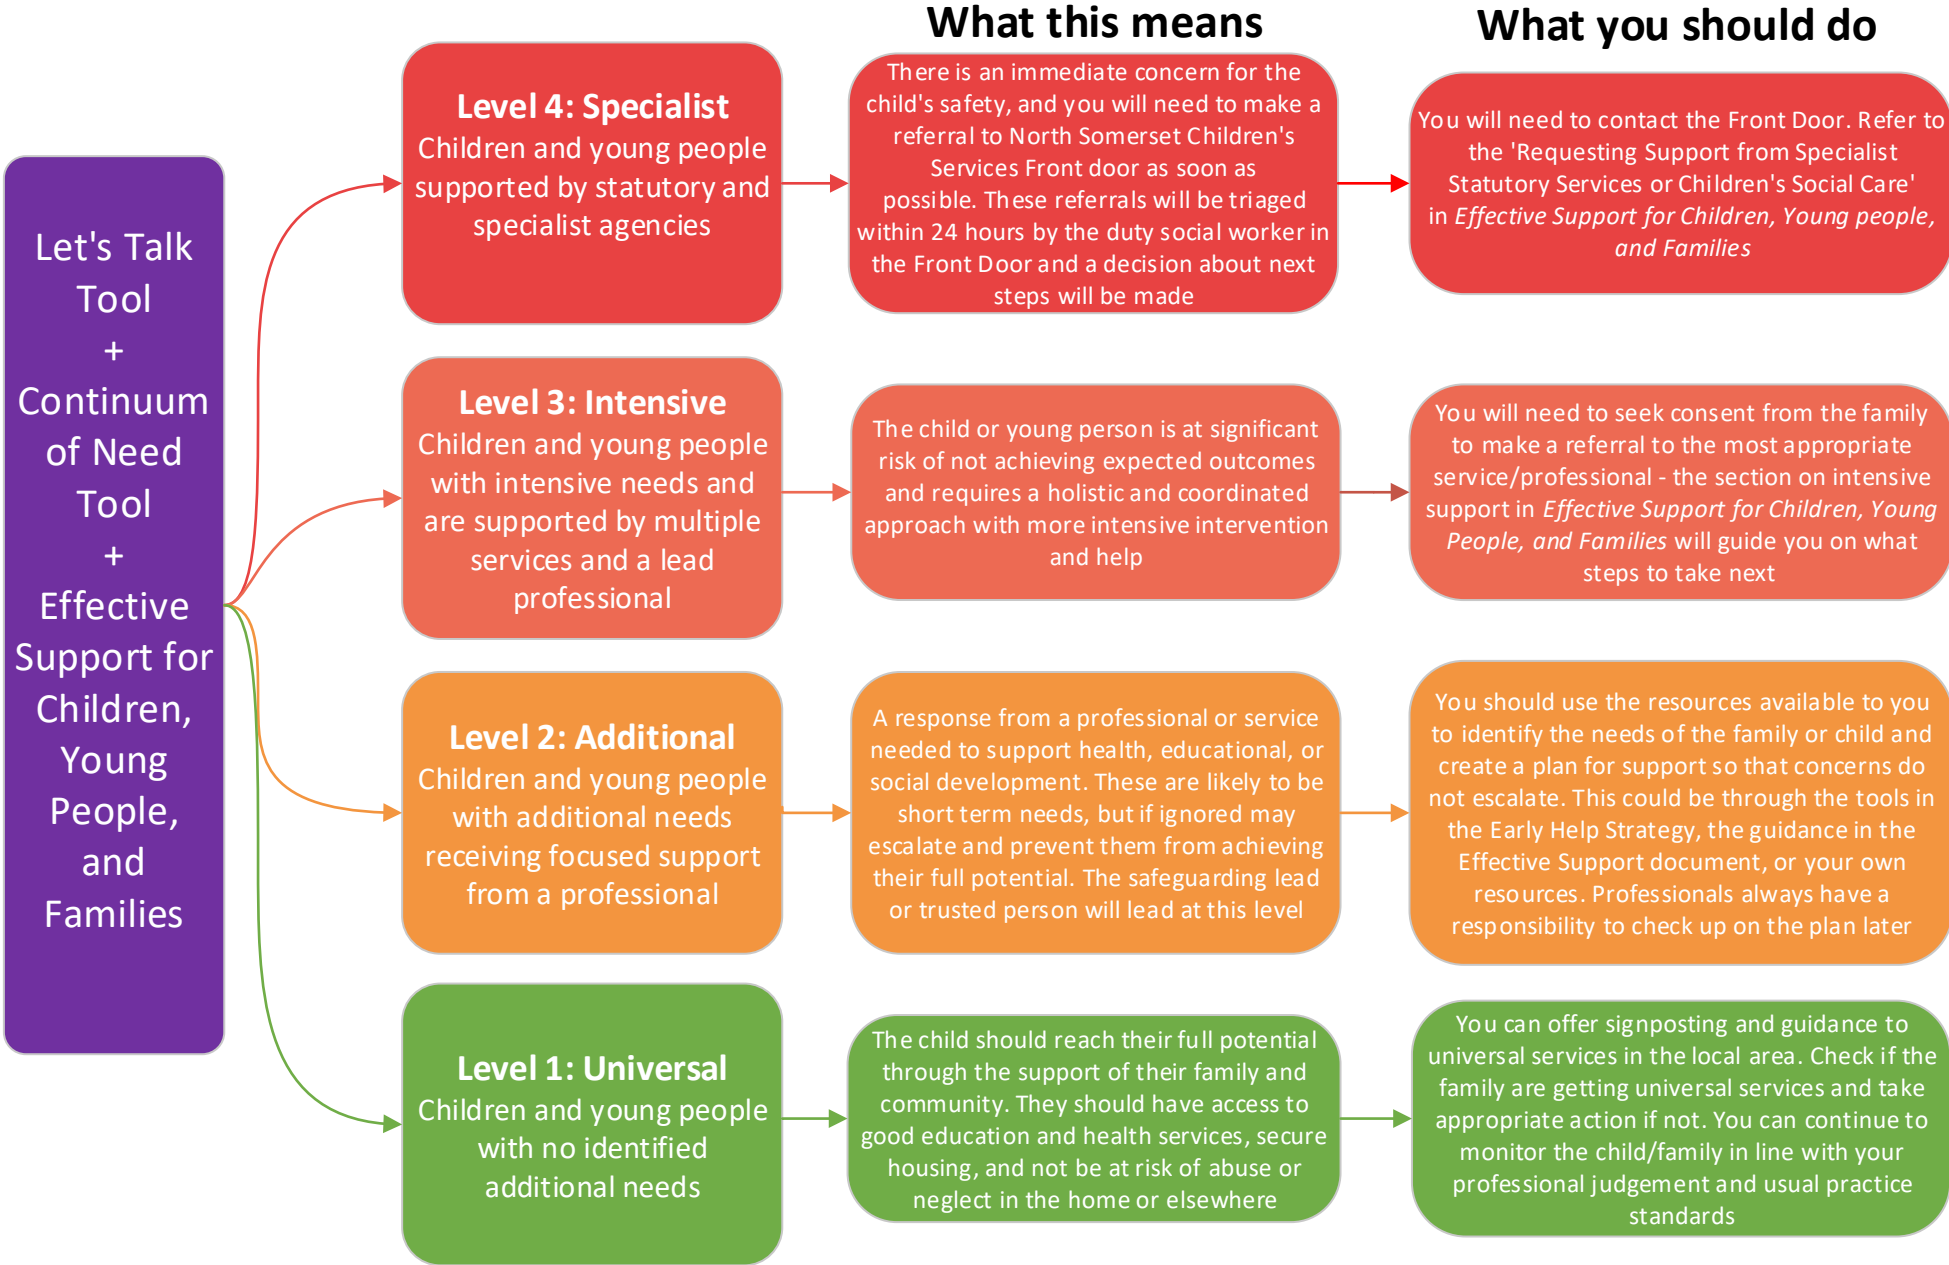 What this means
What you should do
Let's Talk
Tool
+
Continuum
of Need
Tool
+
Effective
Support for
Children,
Young
People,
and
Families
Level 4: Specialist
Children and young people
supported by statutory and
specialist agencies
There is an immediate concern for the
child's safety, and you will need to make a
referral to North Somerset Children's
Services Front door as soon as
possible. These referrals will be triaged
within 24 hours by the duty social worker in
the Front Door and a decision about next
steps will be made
You will need to contact the Front Door. Refer to
the 'Requesting Support from Specialist
Statutory Services or Children's Social Care'
in Effective Support for Children, Young people,
and Families
Level 3: Intensive
Children and young people
with intensive needs and
are supported by multiple
services and a lead
professional
The child or young person is at significant
risk of not achieving expected outcomes
and requires a holistic and coordinated
approach with more intensive intervention
and help
You will need to seek consent from the family
to make a referral to the most appropriate
service/professional - the section on intensive
support in Effective Support for Children, Young
People, and Families will guide you on what
steps to take next
Level 2: Additional
Children and young people
with additional needs
receiving focused support
from a professional
A response from a professional or service
needed to support health, educational, or
social development. These are likely to be
short term needs, but if ignored may
escalate and prevent them from achieving
their full potential. The safeguarding lead
or trusted person will lead at this level
You should use the resources available to you
to identify the needs of the family or child and
create a plan for support so that concerns do
not escalate. This could be through the tools in
the Early Help Strategy, the guidance in the
Effective Support document, or your own
resources. Professionals always have a
responsibility to check up on the plan later
Level 1: Universal
Children and young people
with no identified
additional needs
The child should reach their full potential
through the support of their family and
community. They should have access to
good education and health services, secure
housing, and not be at risk of abuse or
neglect in the home or elsewhere
You can offer signposting and guidance to
universal services in the local area. Check if the
family are getting universal services and take
appropriate action if not. You can continue to
monitor the child/family in line with your
professional judgement and usual practice
standards